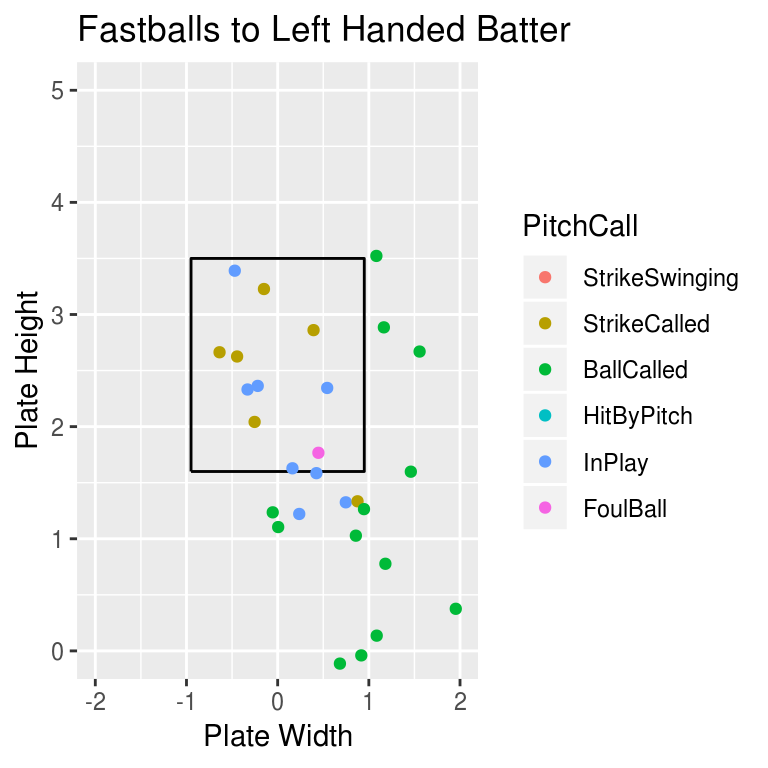 Fastballs to Left Handed Batter
5
4
3
2
1
0
Plate Height
-2 -1 0 1 2
Plate Width
PitchCall
StrikeSwinging
StrikeCalled
BallCalled
HitByPitch
InPlay
FoulBall